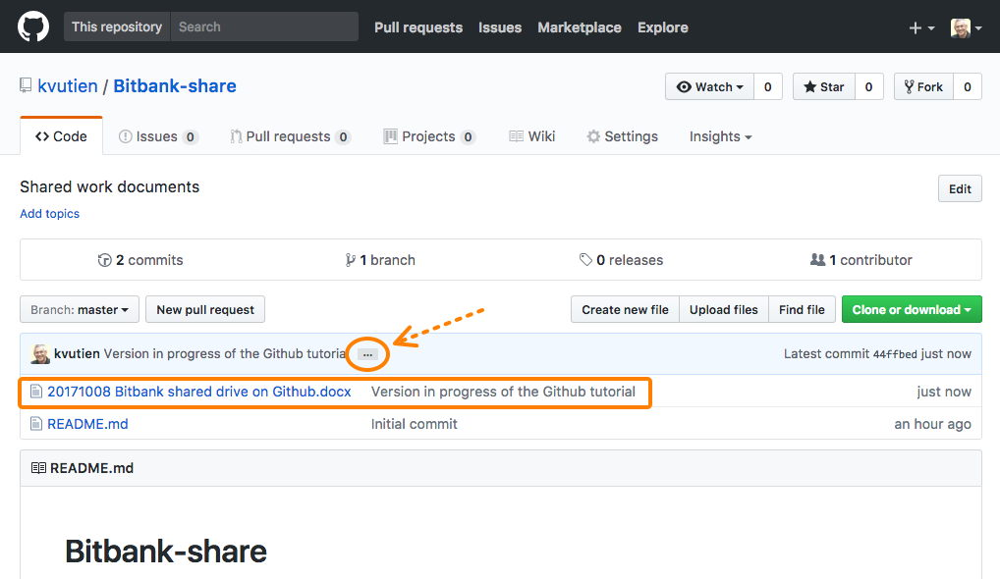 This repository Search Pull requests Issues Marketplace Explore
kvutien / Bitbank-share Watch 0 Star 0 Fork 0
Code Issues 0 Pull requests 0 Projects 0 Wiki Settings Insights
Shared work documents Edit
Add topics
2 commits 1 branch 0 releases 1 contributor
Branch: master New pull request Create new file Upload files Find file Clone or download
kvutien Version in progress of the Github tutoria ... Latest commit 44ffbed just now
20171008 Bitbank shared drive on Github.docx Version in progress of the Github tutorial just now
README.md Initial commit an hour ago
README.md
Bitbank-share